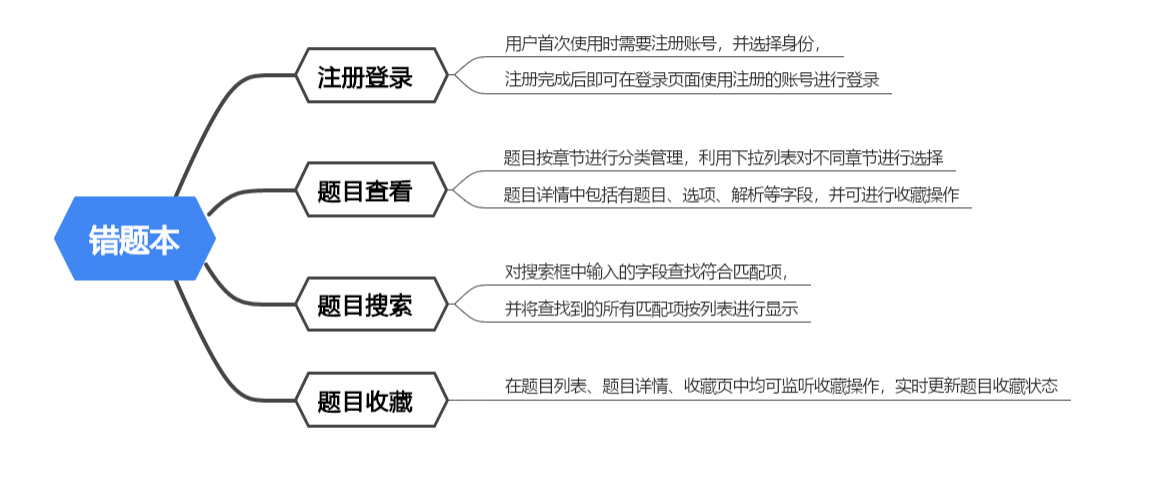 错题本
注册登录
用户首次使用时需要注册账号，并选择身份，
注册完成后即可在登录页面使用注册的账号进行登录
题目查看
题目按章节进行分类管理，利用下拉列表对不同章节进行选择
题目详情中包括有题目、选项、解析等字段，并可进行收藏操作
题目搜索
对搜索框中输入的字段查找符合匹配项，
并将查找到的所有匹配项按列表进行显示
题目收藏
在题目列表、题目详情、收藏页中均可监听收藏操作，实时更新题目收藏状态